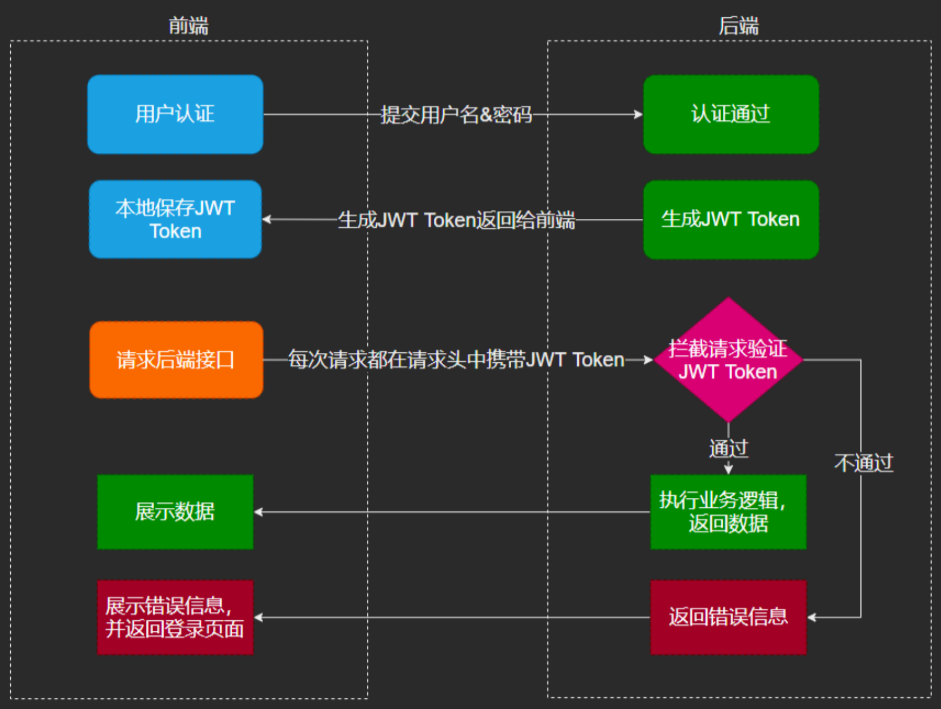 前端
后端
用户认证
提交用户名&密码
认证通过
本地保存JWT
Token
生成JWT Token返回给前端
生成JWT Token
请求后端接口
每次请求都在请求头中携带JWT Token
拦截请求验证
JWT Token
通过
不通过
展示数据
执行业务逻辑，
返回数据
展示错误信息，
并返回登录页面
返回错误信息